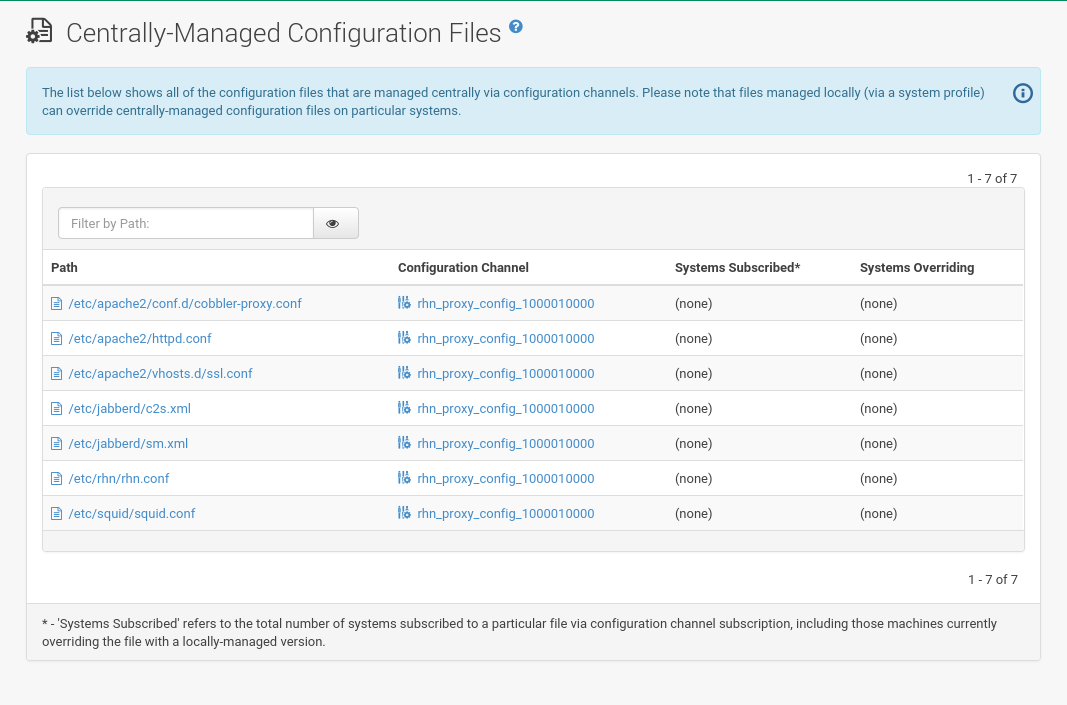 Centrally-Managed Configuration Files
The list below shows all of the configuration files that are managed centrally via configuration channels. Please note that files managed locally (via a system profile)
can override centrally-managed configuration files on particular systems.
1 - 7 of 7
Filter by Path:
Path Configuration Channel Systems Subscribed* Systems Overriding
/etc/apache2/conf.d/cobbler-proxy.conf rhn_proxy_config_1000010000 (none) (none)
/etc/apache2/httpd.conf rhn_proxy_config_1000010000 (none) (none)
/etc/apache2/vhosts.d/ssl.conf rhn_proxy_config_1000010000 (none) (none)
/etc/jabberd/c2s.xml rhn_proxy_config_1000010000 (none) (none)
/etc/jabberd/sm.xml rhn_proxy_config_1000010000 (none) (none)
/etc/rhn/rhn.conf rhn_proxy_config_1000010000 (none) (none)
/etc/squid/squid.conf rhn_proxy_config_1000010000 (none) (none)
1 - 7 of 7
* - 'Systems Subscribed' refers to the total number of systems subscribed to a particular file via configuration channel subscription, including those machines currently
overriding the file with a locally-managed version.